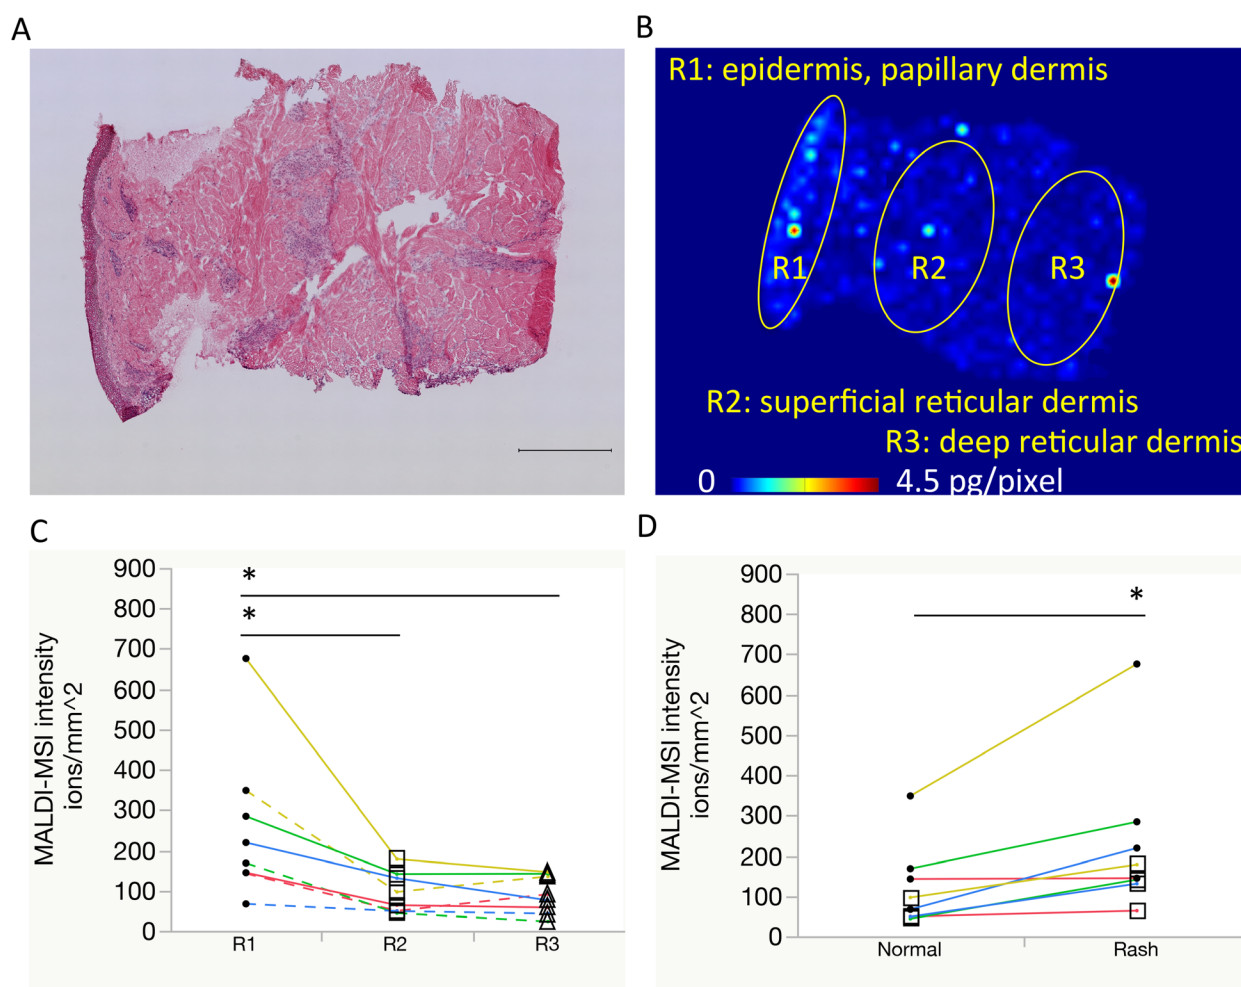 A
B
R1: epidermis, papillary dermis
R1
R2
R3
R2: superficial reticular dermis
R3: deep reticular dermis
0
4.5 pg/pixel
C
MALDI-MSI intensity
ions/mm^2
900
800
700
600
500
400
300
200
100
0
*
*
R1
R2
R3
D
MALDI-MSI intensity
ions/mm^2
900
800
700
600
500
400
300
200
100
0
*
Normal
Rash